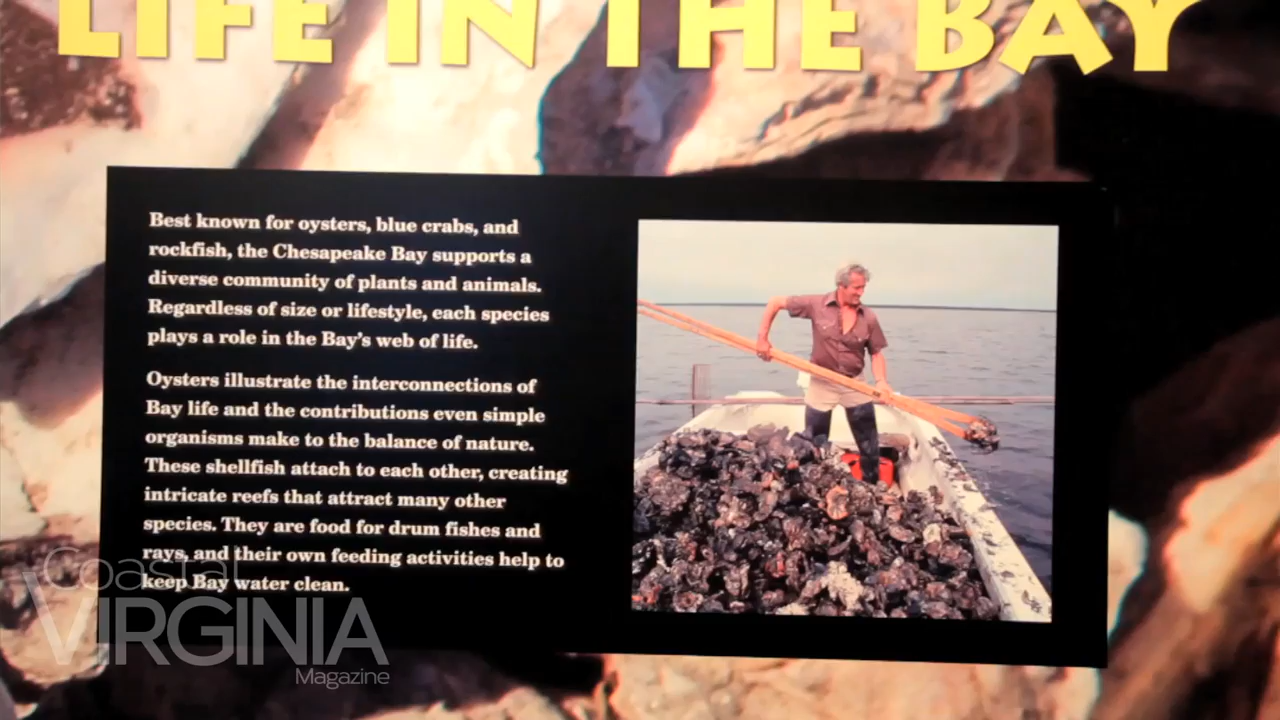 LIFE IN THE BAY
Best known for oysters, blue crabs, and
rockfish, the Chesapeake Bay supports a
diverse community of plants and animals.
Regardless of size or lifestyle, each species
plays a role in the Bay's web of life.
Oysters illustrate the interconnections of
Bay life and the contributions even simple
organisms make to the balance of nature.
These shellfish attach to each other, creating
intricate reefs that attract many other
species. They are food for drum fishes and
rays, and their own feeding activities help to
keep Bay water clean.
Coastal
VIRGINIA
Magazine